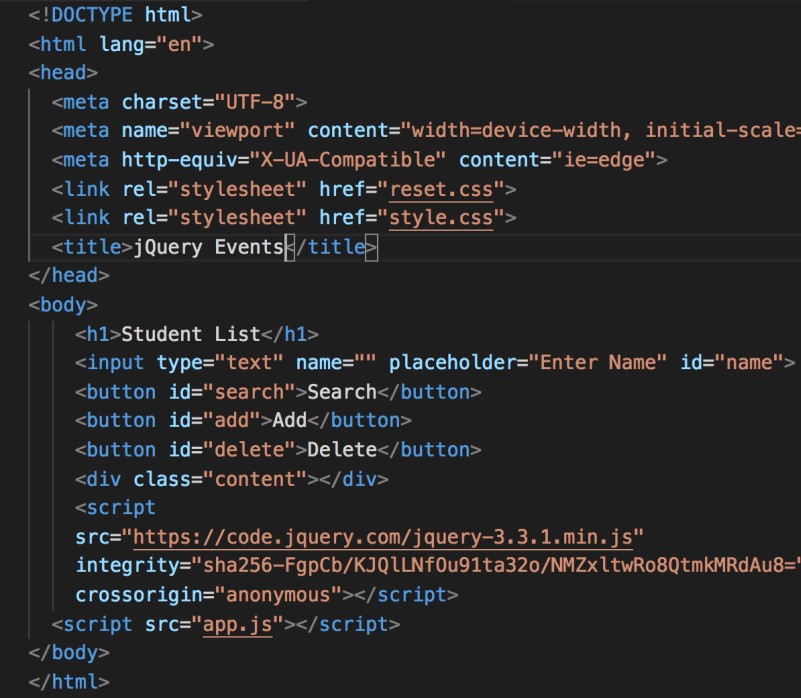 <!DOCTYPE html>
<html lang="en">
<head>
<meta charset="UTF-8">
<meta name="viewport" content="width=device-width, initial-scale=
<meta http-equiv="X-UA-Compatible" content="ie=edge">
<link rel="stylesheet" href="reset.css">
<link rel="stylesheet" href="style.css">
<title>jQuery Events</title>
</head>
<body>
<h1>Student List</h1>
<input type="text" name="" placeholder="Enter Name" id="name">
<button id="search">Search</button>
<button id="add">Add</button>
<button id="delete">Delete</button>
<div class="content"></div>
<script
src="https://code.jquery.com/jquery-3.3.1.min.js"
integrity="sha256-FgpCb/KJQlLNfOu91ta32o/NMZxltwRo8QtmkMRdAu8="
crossorigin="anonymous"></script>
<script src="app.js"></script>
</body>
</html>